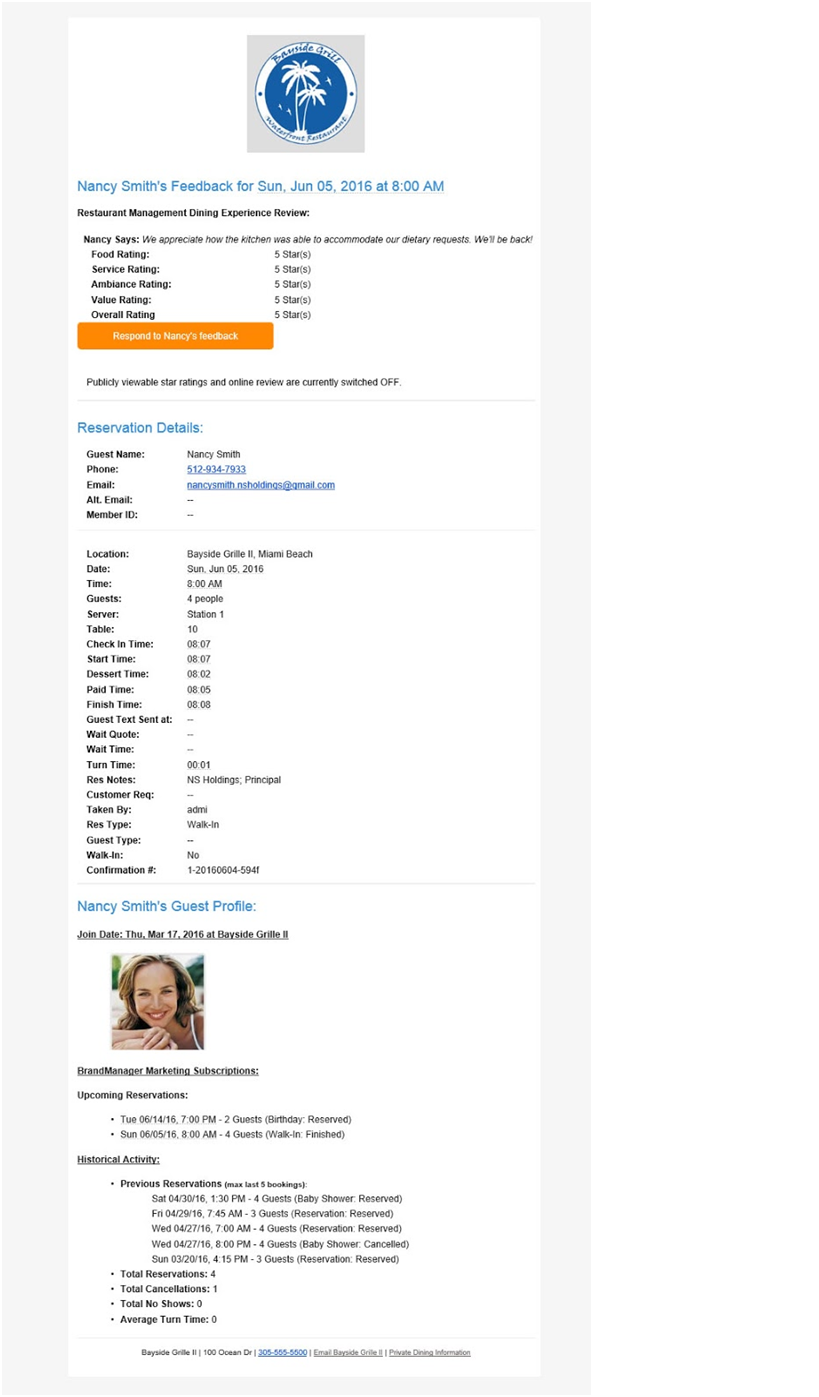 Bayside Grill
Waterfront Restaurant
Nancy Smith's Feedback for Sun, Jun 05, 2016 at 8:00 AM
Restaurant Management Dining Experience Review:
Nancy Says: We appreciate how the kitchen was able to accommodate our dietary requests. We'll be back!
Food Rating: 5 Star(s)
Service Rating: 5 Star(s)
Ambiance Rating: 5 Star(s)
Value Rating: 5 Star(s)
Overall Rating 5 Star(s)
Respond to Nancy's feedback
Publicly viewable star ratings and online review are currently switched OFF.
Reservation Details:
Guest Name: Nancy Smith
Phone: 512-934-7933
Email: nancysmith.nsholdings@gmail.com
Alt. Email: --
Member ID: --
Location: Bayside Grille II, Miami Beach
Date: Sun, Jun 05, 2016
Time: 8:00 AM
Guests: 4 people
Server: Station 1
Table: 10
Check In Time: 08:07
Start Time: 08:07
Dessert Time: 08:02
Paid Time: 08:05
Finish Time: 08:08
Guest Text Sent at: --
Wait Quote: --
Wait Time: --
Turn Time: 00:01
Res Notes: NS Holdings; Principal
Customer Req: --
Taken By: admi
Res Type: Walk-In
Guest Type: --
Walk-In: No
Confirmation #: 1-20160604-594f
Nancy Smith's Guest Profile:
Join Date: Thu, Mar 17, 2016 at Bayside Grille II
BrandManager Marketing Subscriptions:
Upcoming Reservations:
• Tue 06/14/16, 7:00 PM - 2 Guests (Birthday: Reserved)
• Sun 06/05/16, 8:00 AM - 4 Guests (Walk-In: Finished)
Historical Activity:
• Previous Reservations (max last 5 bookings):
Sat 04/30/16, 1:30 PM - 4 Guests (Baby Shower: Reserved)
Fri 04/29/16, 7:45 AM - 3 Guests (Reservation: Reserved)
Wed 04/27/16, 7:00 AM - 4 Guests (Reservation: Reserved)
Wed 04/27/16, 8:00 PM - 4 Guests (Baby Shower: Cancelled)
Sun 03/20/16, 4:15 PM - 3 Guests (Reservation: Reserved)
• Total Reservations: 4
• Total Cancellations: 1
• Total No Shows: 0
• Average Turn Time: 0
Bayside Grille II | 100 Ocean Dr | 305-555-5500 | Email Bayside Grille II | Private Dining Information